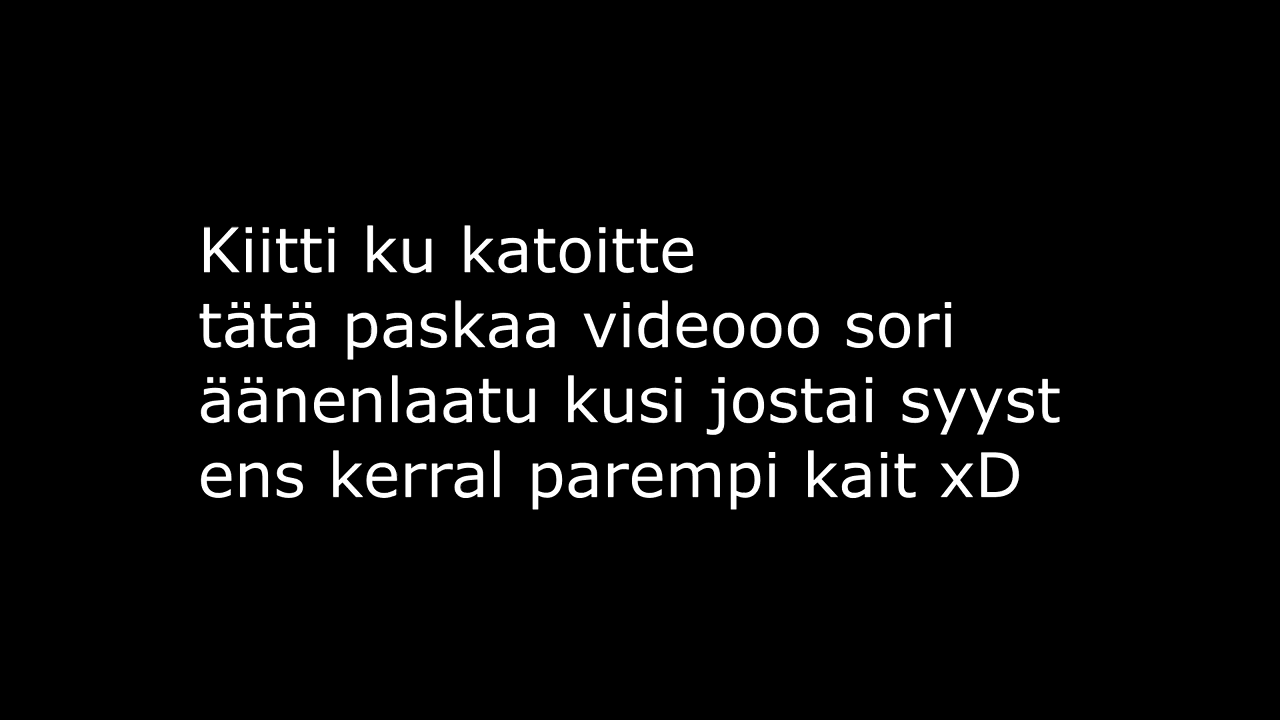 Kiitti ku katoitte
tätä paskaa videooo sori
äänenlaatu kusi jostai syyst
ens kerral parempi kait xD